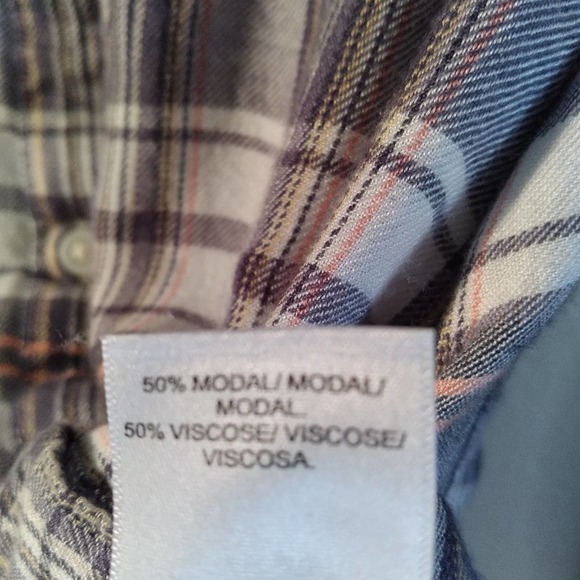 50% MODAL/ MODAL/
MODAL.
50% VISCOSE/ VISCOSE/
VISCOSA.